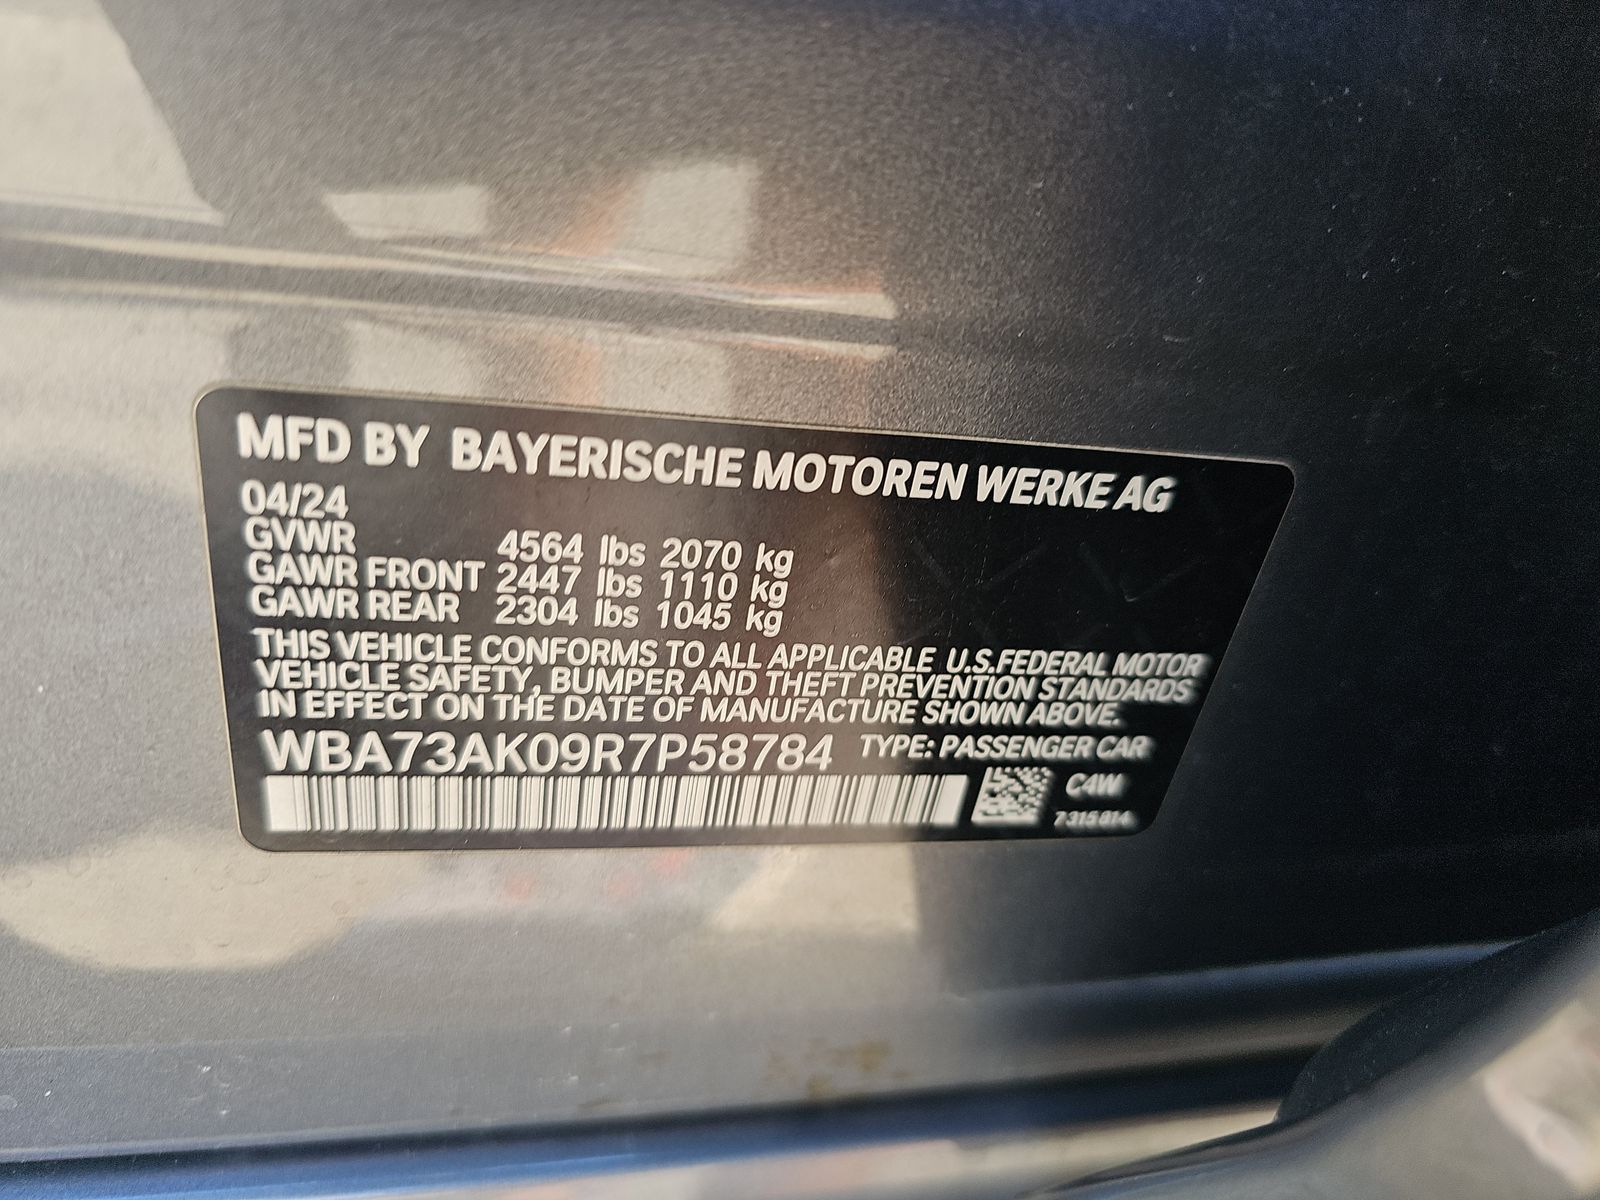 MFD BY BAYERISCHE MOTOREN WERKE AG
04/24
GVWR 4564 lbs 2070 kg
GAWR FRONT 2447 lbs 1110 kg
GAWR REAR 2304 lbs 1045 kg
THIS VEHICLE CONFORMS TO ALL APPLICABLE U.S.FEDERAL MOTOR
VEHICLE SAFETY, BUMPER AND THEFT PREVENTION STANDARDS
IN EFFECT ON THE DATE OF MANUFACTURE SHOWN ABOVE.
WBA73AK09R7P58784 TYPE: PASSENGER CAR
C4W
7315814